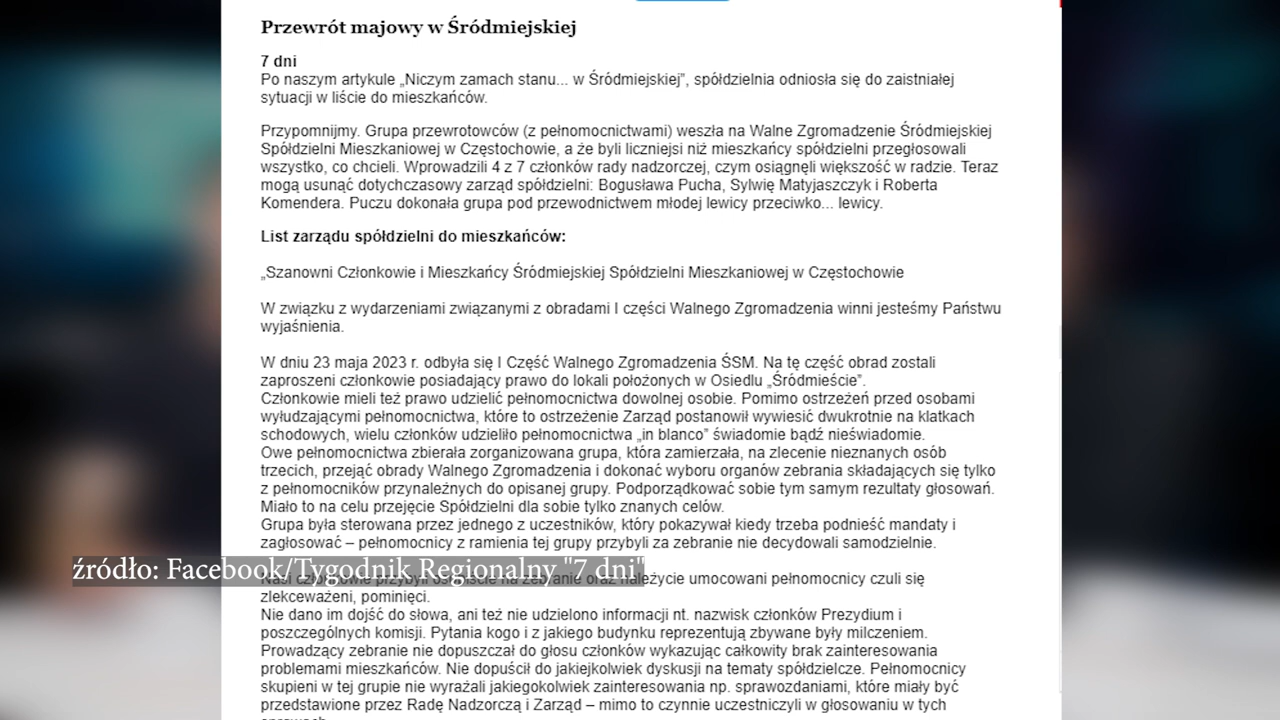 Przewrót majowy w Śródmiejskiej
7 dni
Po naszym artykule „Niczym zamach stanu... w Śródmiejskiej”, spółdzielnia odniosła się do zaistniałej
sytuacji w liście do mieszkańców.
Przypomnijmy. Grupa przewrotowców (z pełnomocnictwami) weszła na Walne Zgromadzenie Śródmiejskiej
Spółdzielni Mieszkaniowej w Częstochowie, a że byli liczniejsi niż mieszkańcy spółdzielni przegłosowali
wszystko, co chcieli. Wprowadzili 4 z 7 członków rady nadzorczej, czym osiągnęli większość w radzie. Teraz
mogą usunąć dotychczasowy zarząd spółdzielni: Bogusława Pucha, Sylwię Matyjaszczyk i Roberta
Komendera. Puczu dokonała grupa pod przewodnictwem młodej lewicy przeciwko... lewicy.
List zarządu spółdzielni do mieszkańców:
„Szanowni Członkowie i Mieszkańcy Śródmiejskiej Spółdzielni Mieszkaniowej w Częstochowie
W związku z wydarzeniami związanymi z obradami I części Walnego Zgromadzenia winni jesteśmy Państwu
wyjaśnienia.
W dniu 23 maja 2023 r. odbyła się I Część Walnego Zgromadzenia ŚSM. Na tę część obrad zostali
zaproszeni członkowie posiadający prawo do lokali położonych w Osiedlu „Śródmieście”.
Członkowie mieli też prawo udzielić pełnomocnictwa dowolnej osobie. Pomimo ostrzeżeń przed osobami
wyłudzającymi pełnomocnictwa, które to ostrzeżenie Zarząd postanowił wywiesić dwukrotnie na klatkach
schodowych, wielu członków udzieliło pełnomocnictwa „in blanco” świadomie bądź nieświadomie.
Owe pełnomocnictwa zbierała zorganizowana grupa, która zamierzała, na zlecenie nieznanych osób
trzecich, przejąć obrady Walnego Zgromadzenia i dokonać wyboru organów zebrania składających się tylko
z pełnomocników przynależnych do opisanej grupy. Podporządkować sobie tym samym rezultaty głosowań.
Miało to na celu przejęcie Spółdzielni dla sobie tylko znanych celów.
Grupa była sterowana przez jednego z uczestników, który pokazywał kiedy trzeba podnieść mandaty i
zagłosować – pełnomocnicy z ramienia tej grupy przybyli za zebranie nie decydowali samodzielnie.
źródło: Facebook/Tygodnik Regionalny "7 dni"
Nasi członkowie przybyli osobiście na zebranie oraz należycie umocowani pełnomocnicy czuli się
zlekceważeni, pominięci.
Nie dano im dojść do słowa, ani też nie udzielono informacji nt. nazwisk członków Prezydium i
poszczególnych komisji. Pytania kogo i z jakiego budynku reprezentują zbywane były milczeniem.
Prowadzący zebranie nie dopuszczał do głosu członków wykazując całkowity brak zainteresowania
problemami mieszkańców. Nie dopuścił do jakiejkolwiek dyskusji na tematy spółdzielcze. Pełnomocnicy
skupieni w tej grupie nie wyrażali jakiegokolwiek zainteresowania np. sprawozdaniami, które miały być
przedstawione przez Radę Nadzorczą i Zarząd – mimo to czynnie uczestniczyli w głosowaniu w tych